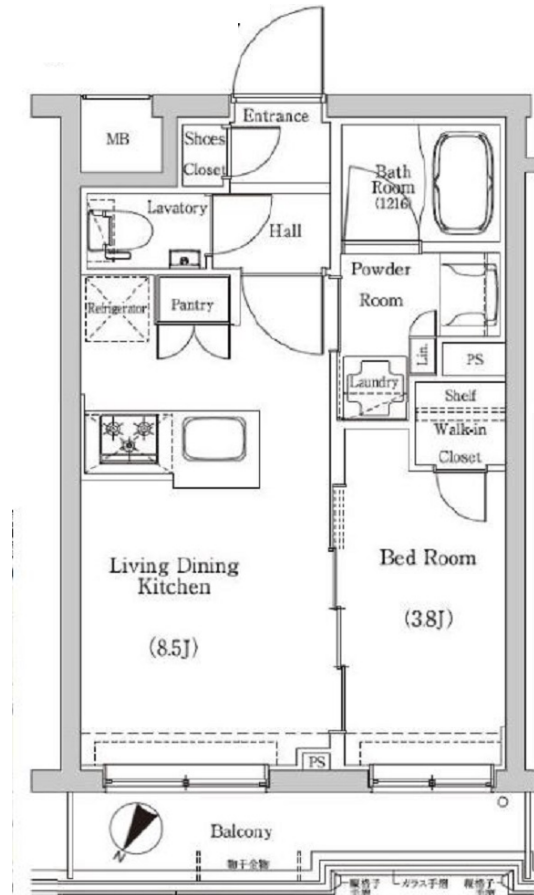 Entrance
MB
Shoes
Closet
Bath
Room
(1216)
Lavatory
Hall
Powder
Room
Refrigerator
Pantry
Lin.
PS
Laundry
Shelf
Walk-in
Closet
Living Dining
Kitchen
(8.5J)
Bed Room
(3.8J)
PS
N
Balcony
物干金物
ガラス手摺